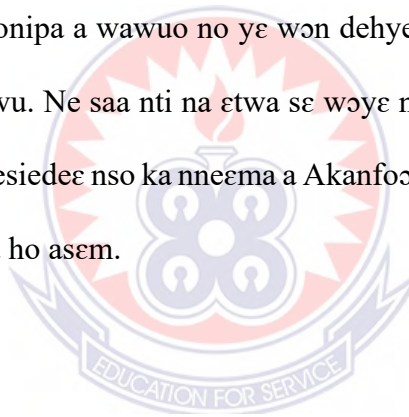 onipa a wawuo no yɛ wɔn dehye
wu. Ne saa nti na ɛtwa sɛ wɔyɛ n
esiedeɛ nso ka nneɛma a Akanfoɔ
ho asɛm.
EDUCATION FOR SERVICE